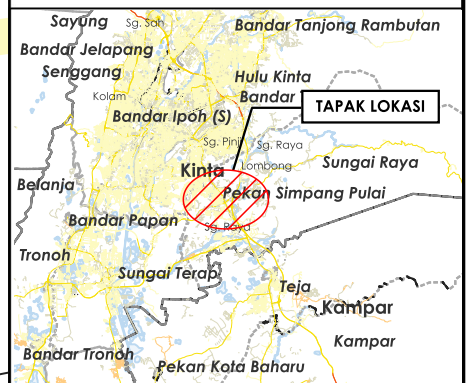 Sayung
Sg. Sah
Bandar Tanjong Rambutan
Bandar Jelapang
Senggang
Hulu Kinta
Kolam
Bandar
TAPAK LOKASI
Bandar Ipoh (S)
Sg. Pinji
Sg. Raya
Lombong
Sungai Raya
Kinta
Belanja
Pekan Simpang Pulai
Bandar Papan
Sg. Raya
Tronoh
Sungai Terap
Teja
Kampar
Kampar
Bandar Tronoh
Pekan Kota Baharu